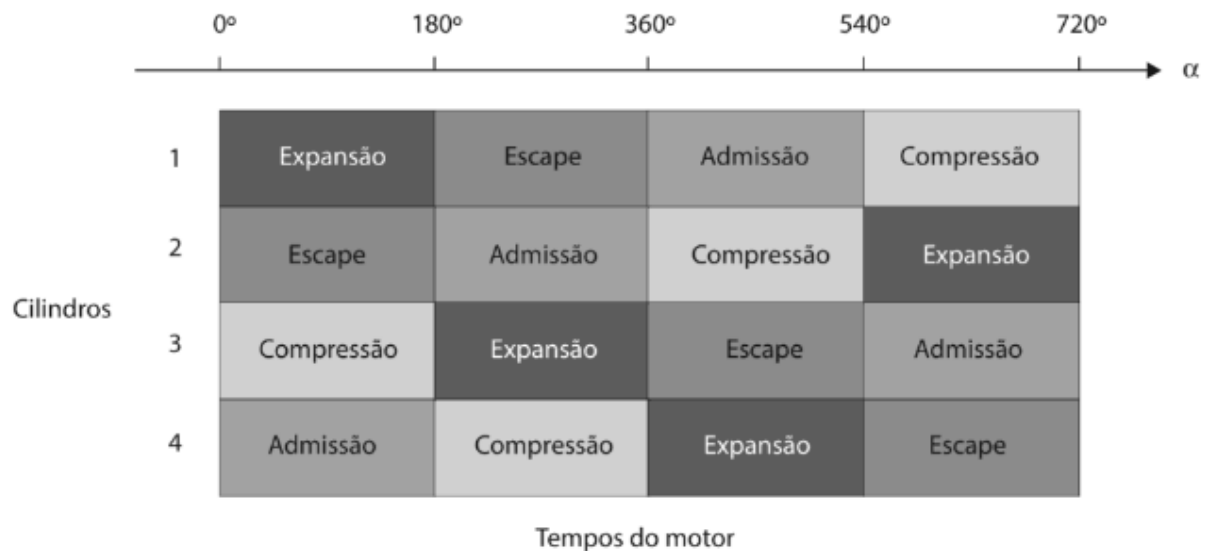 0º 180º 360º 540º 720º
α
1 Expansão Escape Admissão Compressão
2 Escape Admissão Compressão Expansão
Cilindros
3 Compressão Expansão Escape Admissão
4 Admissão Compressão Expansão Escape
Tempos do motor